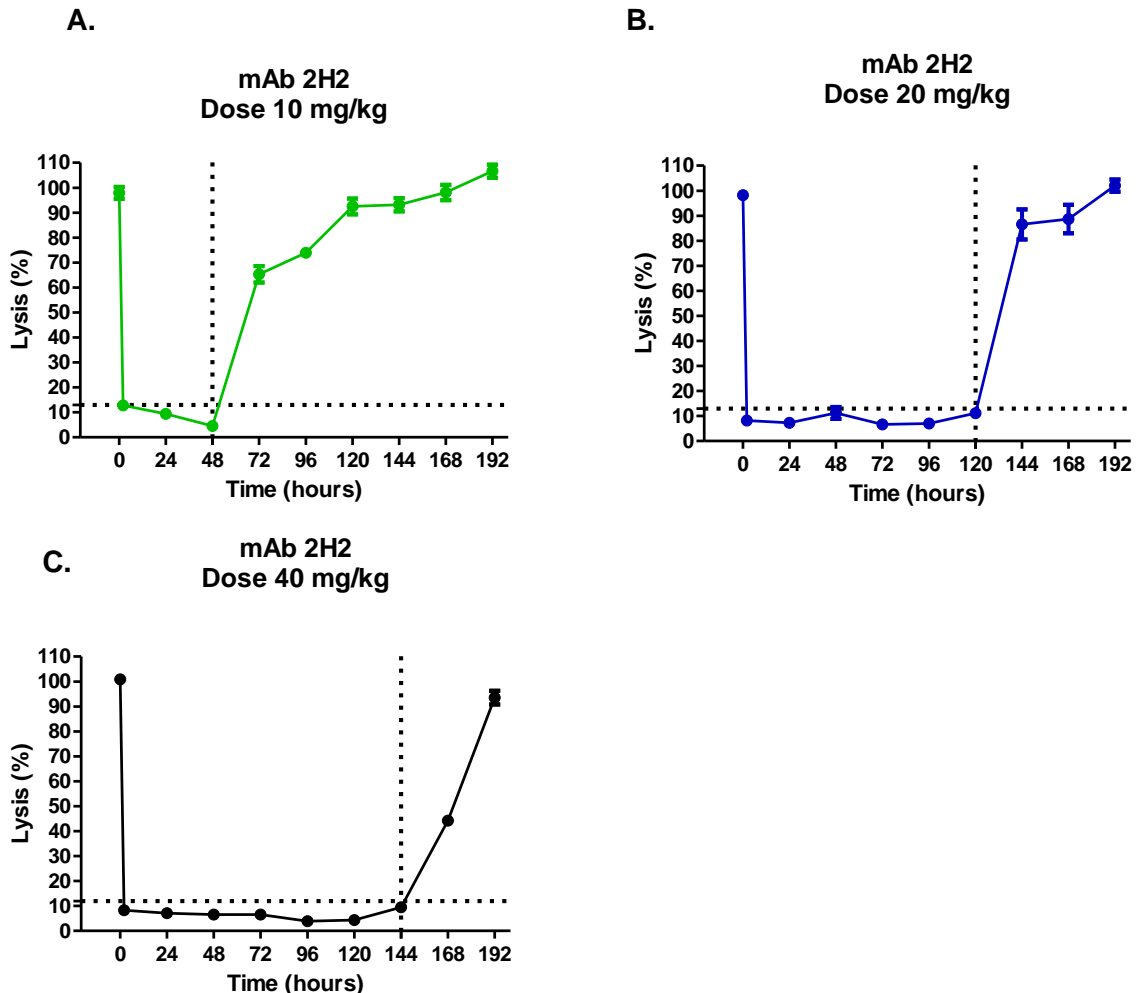 A.
mAb 2H2
Dose 10 mg/kg
110
100
90
80
70
60
50
40
30
20
10
0
Lysis (%)
0 24 48 72 96 120 144 168 192
Time (hours)
B.
mAb 2H2
Dose 20 mg/kg
110
100
90
80
70
60
50
40
30
20
10
0
Lysis (%)
0 24 48 72 96 120 144 168 192
Time (hours)
C.
mAb 2H2
Dose 40 mg/kg
110
100
90
80
70
60
50
40
30
20
10
0
Lysis (%)
0 24 48 72 96 120 144 168 192
Time (hours)